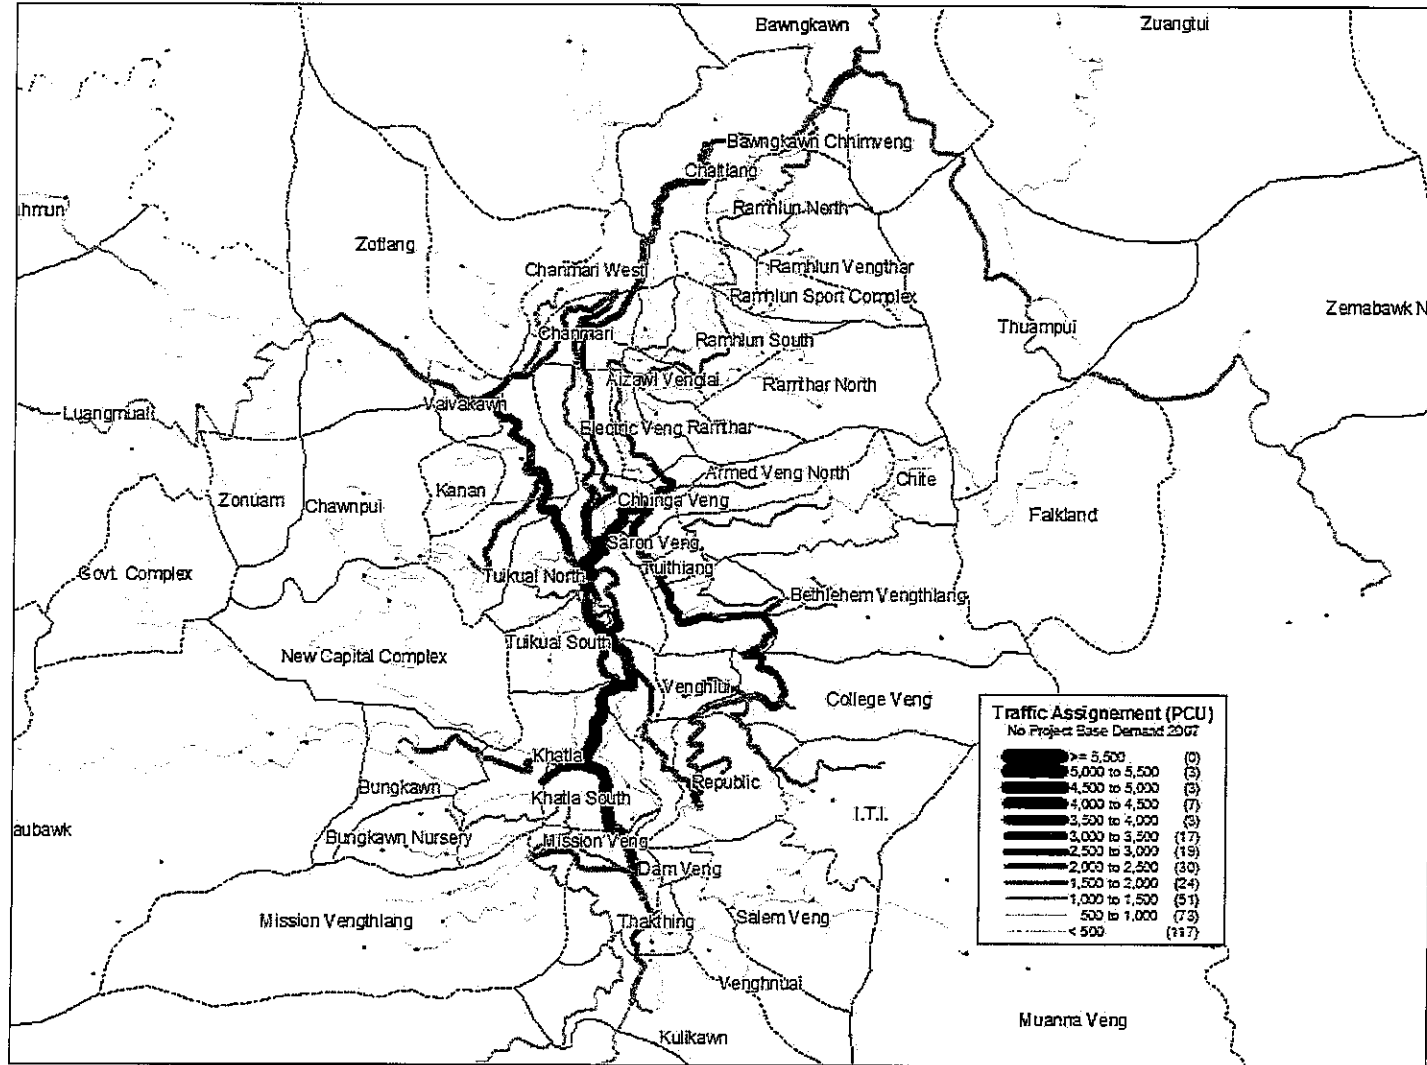 Bawngkawn
Zuangtui
Bawngkawn Chhimveng
Chaltlang
Ramhlun North
Zotlang
Chanmari West
Ramhlun Vengthar
Ramhlun Sport Complex
Zemabawk N
Thuampui
Chanmari
Ramhlun South
Aizawl Venglai
Ramthar North
Vaivakawn
Luangmual
Electric Veng
Ramthar
Armed Veng North
Chite
Kanan
Zonuam
Chawnpui
Chhinga Veng
Falkland
Saron Veng
Tuithiang
Govt. Complex
Tuikual North
Bethlehem Vengthlang
Tuikual South
New Capital Complex
Venghlui
College Veng
Traffic Assignement (PCU)
No Project Base Demand 2007
>= 5,500 (0)
5,000 to 5,500 (3)
4,500 to 5,000 (3)
4,000 to 4,500 (7)
3,500 to 4,000 (3)
3,000 to 3,500 (17)
2,500 to 3,000 (19)
2,000 to 2,500 (30)
1,500 to 2,000 (24)
1,000 to 1,500 (51)
500 to 1,000 (73)
< 500 (117)
Khatla
Bungkawn
Republic
Khatla South
I.T.I.
aubawk
Bungkawn Nursery
Mission Veng
Dam Veng
Mission Vengthlang
Thakthing
Salem Veng
Venghnuai
Muanna Veng
Kulikawn